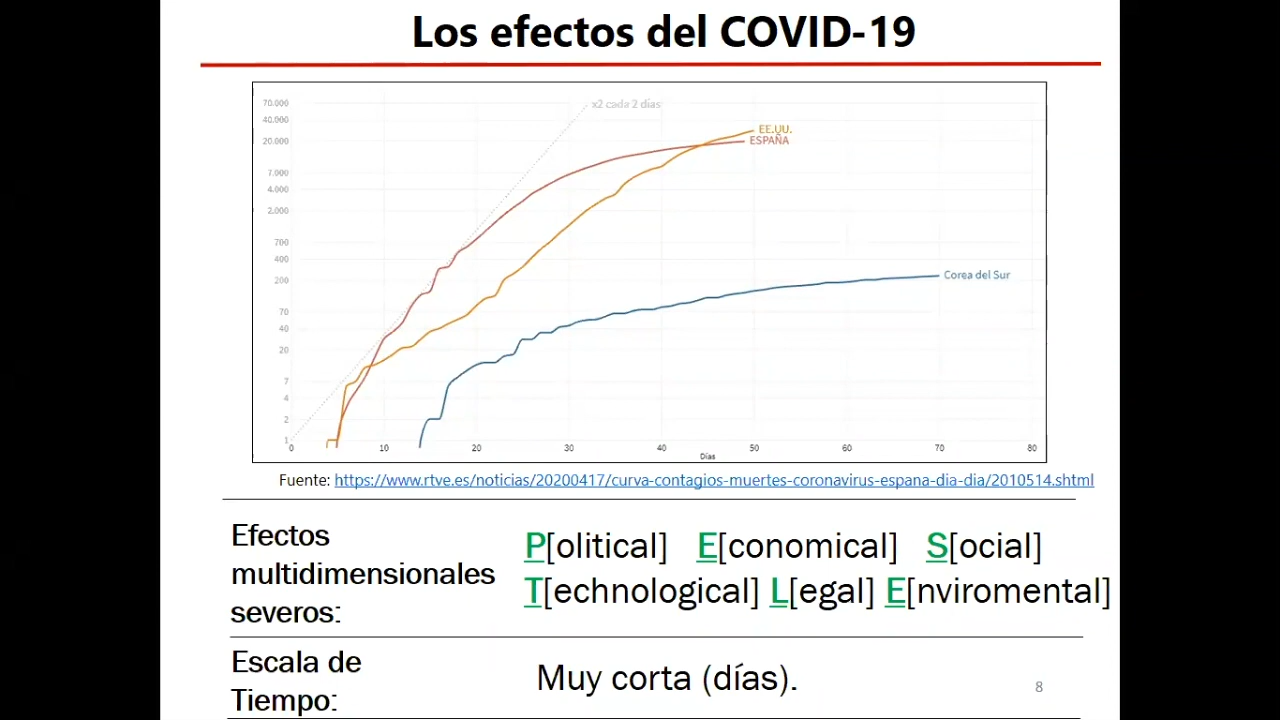 Los efectos del COVID-19
70.000
40.000
20.000
7.000
4.000
2.000
700
400
200
70
40
20
7
4
2
1
x2 cada 2 días
EE.UU.
ESPAÑA
Corea del Sur
0 10 20 30 40 50 60 70 80
Días
Fuente: https://www.rtve.es/noticias/20200417/curva-contagios-muertes-coronavirus-espana-dia-dia/2010514.shtml
Efectos
multidimensionales
severos:
P[olitical] E[conomical] S[ocial]
T[echnological] L[egal] E[nviromental]
Escala de
Tiempo:
Muy corta (días).
8